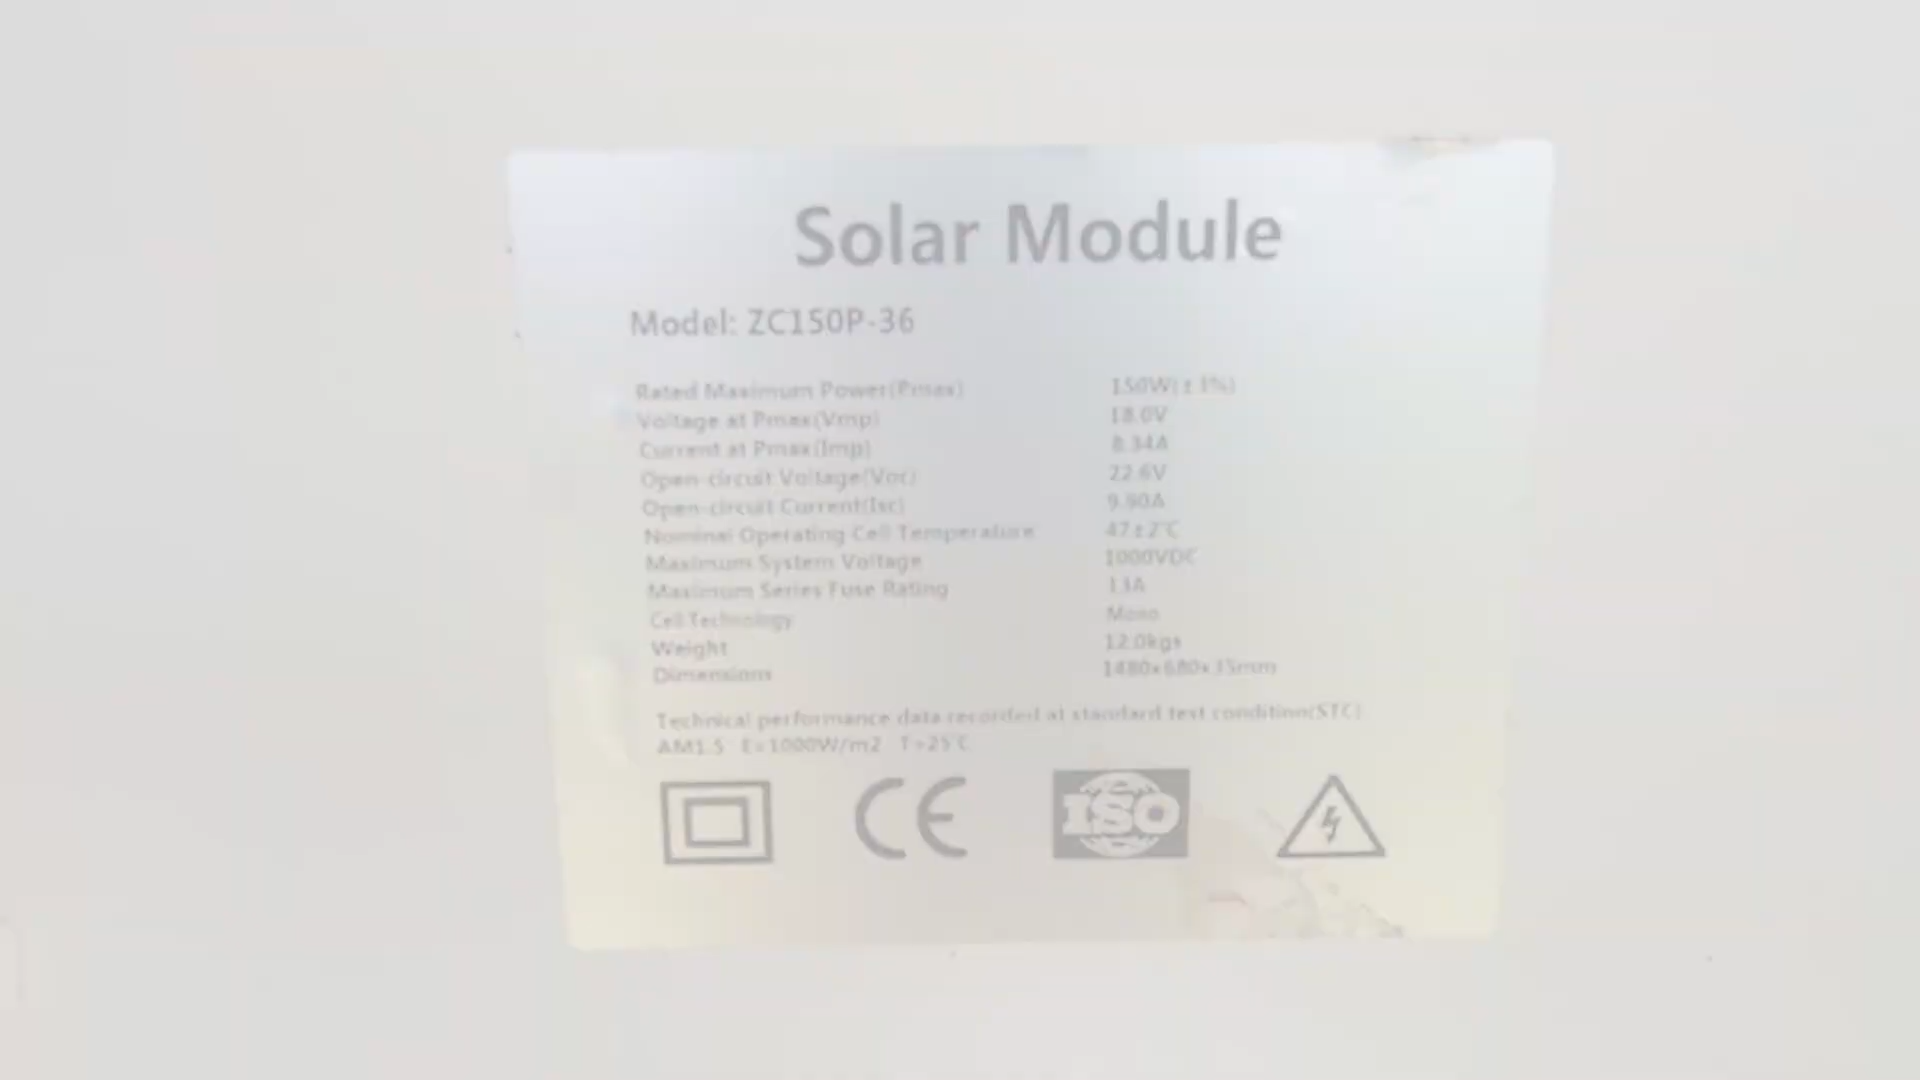 Solar Module
Model: ZC150P-36
Rated Maximum Power(Pmax) 150W(±3%)
Voltage at Pmax(Vmp) 18.0V
Current at Pmax(Imp) 8.34A
Open-circuit Voltage(Voc) 22.6V
Open-circuit Current(Isc) 9.90A
Nominal Operating Cell Temperature 47±2°C
Maximum System Voltage 1000VDC
Maximum Series Fuse Rating
Cell Technology Mono
Weight 12.0kgs
Dimensions 1480×680×35mm
Technical performance data recorded at standard test condition(STC)
AM1.5 E=1000W/m2 T=25°C
CE ISO